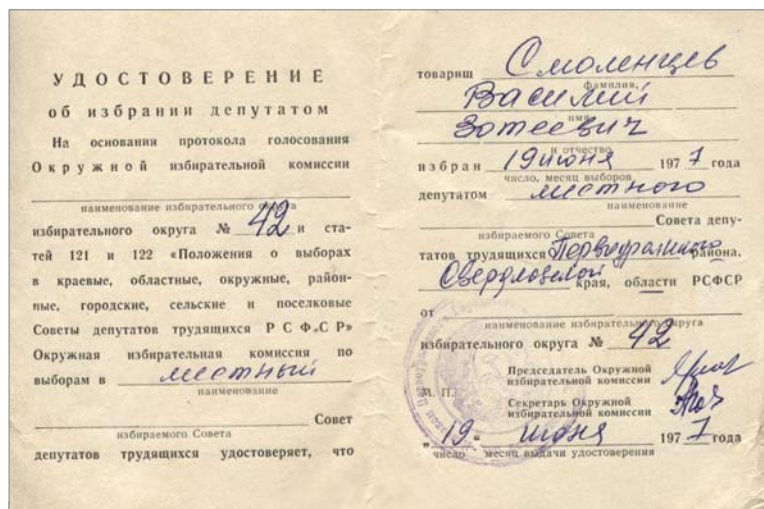 УДОСТОВЕРЕНИЕ
об избрании депутатом
На основании протокола голосования
Окружной избирательной комиссии
наименование избирательного округа
избирательного округа № 42 и ста-
тей 121 и 122 «Положения о выборах
в краевые, областные, окружные, район-
ные, городские, сельские и поселковые
Советы депутатов трудящихся РСФСР»
Окружная избирательная комиссия по
выборам в местный
наименование
Совет
избираемого Совета
депутатов трудящихся удостоверяет, что
товарищ Смоленцев
фамилия,
Василий
имя
Зотеевич
и отчество
избран 19 июня 1977 года
число, месяц выборов
депутатом местного
наименование
Совета депу-
избираемого Совета
татов трудящихся Первоуральского района,
Свердловской края, области РСФСР
от
наименование избирательного округа
избирательного округа № 42
Председатель Окружной
избирательной комиссии
М. П.
Секретарь Окружной
избирательной комиссии
„19“ июня 1977 года
число месяц выдачи удостоверения